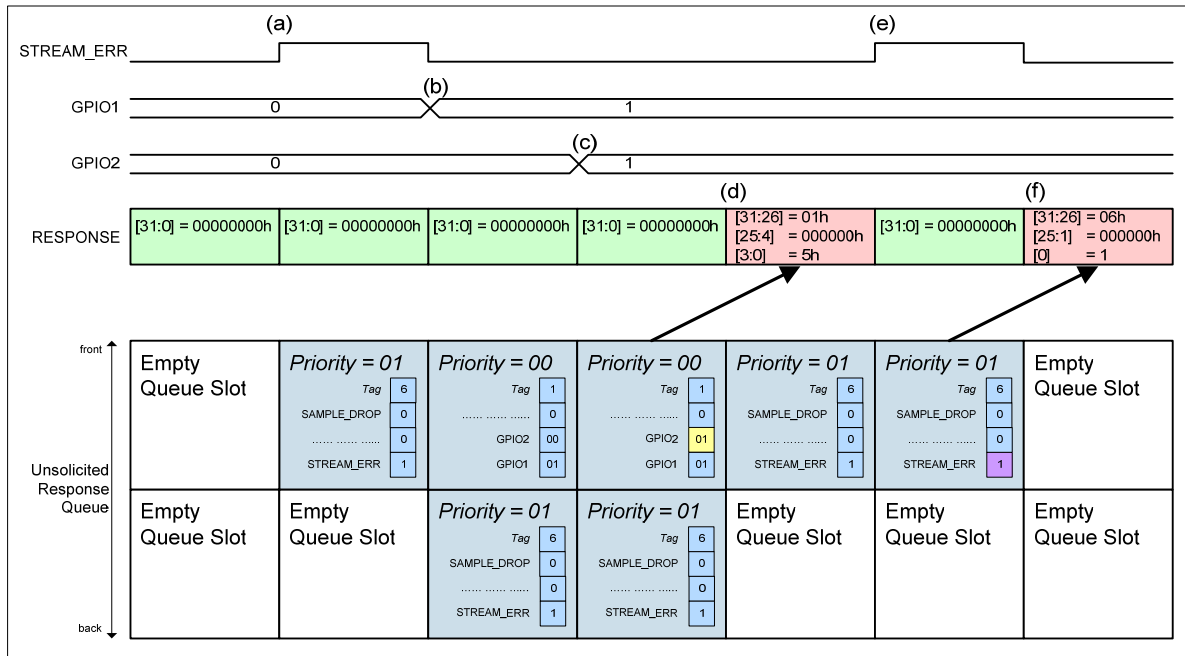 (a)
(e)
STREAM_ERR
(b)
GPIO1
0
1
(c)
GPIO2
0
1
(d)
(f)
RESPONSE
[31:0] = 00000000h
[31:0] = 00000000h
[31:0] = 00000000h
[31:0] = 00000000h
[31:26] = 01h
[25:4] = 000000h
[3:0] = 5h
[31:0] = 00000000h
[31:26] = 06h
[25:1] = 000000h
[0] = 1
front
Unsolicited
Response
Queue
back
Empty
Queue Slot
Priority = 01
Tag 6
SAMPLE_DROP 0
...... ...... ...... 0
STREAM_ERR 1
Priority = 00
Tag 1
...... ...... ...... 0
GPIO2 00
GPIO1 01
Priority = 00
Tag 1
...... ...... ...... 0
GPIO2 01
GPIO1 01
Priority = 01
Tag 6
SAMPLE_DROP 0
...... ...... ...... 0
STREAM_ERR 1
Priority = 01
Tag 6
SAMPLE_DROP 0
...... ...... ...... 0
STREAM_ERR 1
Empty
Queue Slot
Empty
Queue Slot
Empty
Queue Slot
Priority = 01
Tag 6
SAMPLE_DROP 0
...... ...... ...... 0
STREAM_ERR 1
Priority = 01
Tag 6
SAMPLE_DROP 0
...... ...... ...... 0
STREAM_ERR 1
Empty
Queue Slot
Empty
Queue Slot
Empty
Queue Slot